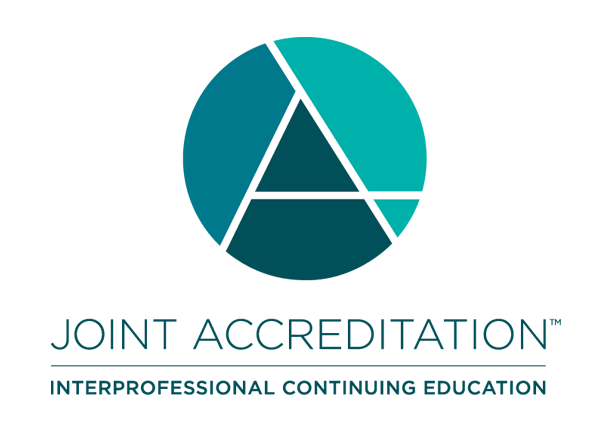 JOINT ACCREDITATION™
INTERPROFESSIONAL CONTINUING EDUCATION